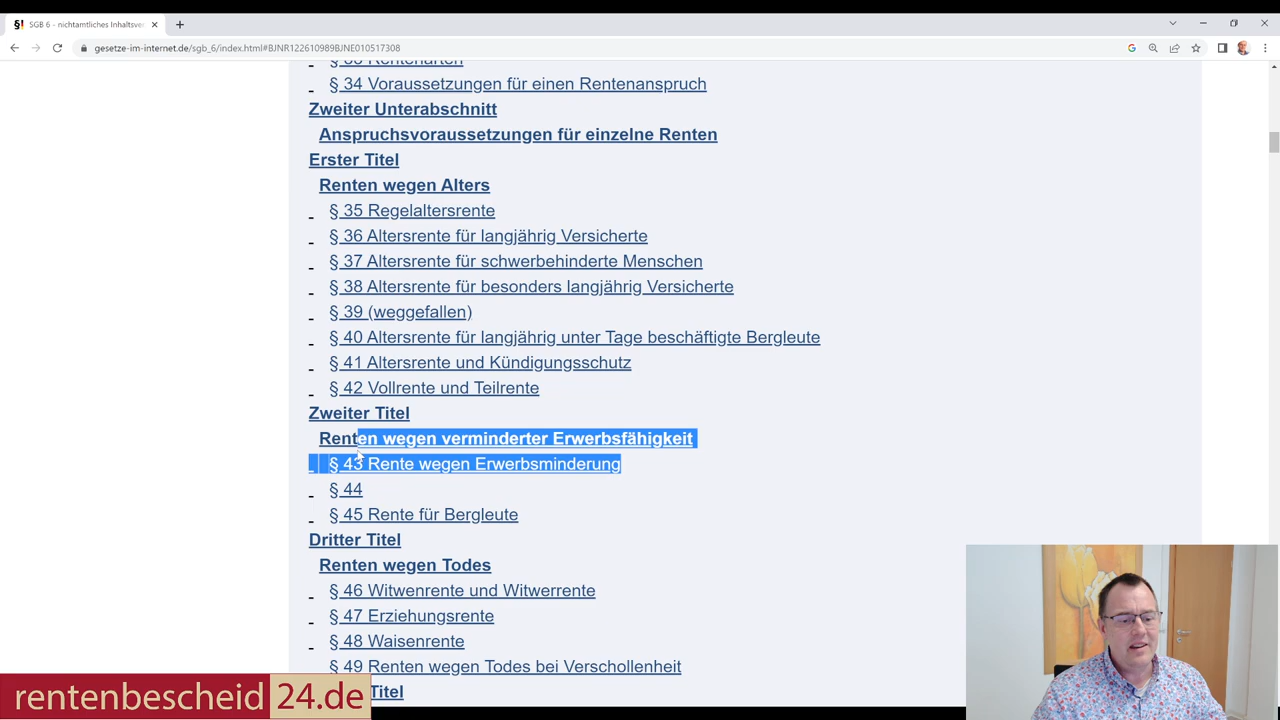 §! SGB 6 - nichtamtliches Inhaltsver
gesetze-im-internet.de/sgb_6/index.html#BJNR122610989BJNE010517308
§ 33 Rentenarten
§ 34 Voraussetzungen für einen Rentenanspruch
Zweiter Unterabschnitt
Anspruchsvoraussetzungen für einzelne Renten
Erster Titel
Renten wegen Alters
§ 35 Regelaltersrente
§ 36 Altersrente für langjährig Versicherte
§ 37 Altersrente für schwerbehinderte Menschen
§ 38 Altersrente für besonders langjährig Versicherte
§ 39 (weggefallen)
§ 40 Altersrente für langjährig unter Tage beschäftigte Bergleute
§ 41 Altersrente und Kündigungsschutz
§ 42 Vollrente und Teilrente
Zweiter Titel
Renten wegen verminderter Erwerbsfähigkeit
§ 43 Rente wegen Erwerbsminderung
§ 44
§ 45 Rente für Bergleute
Dritter Titel
Renten wegen Todes
§ 46 Witwenrente und Witwerrente
§ 47 Erziehungsrente
§ 48 Waisenrente
§ 49 Renten wegen Todes bei Verschollenheit
Titel
rentenbescheid24.de